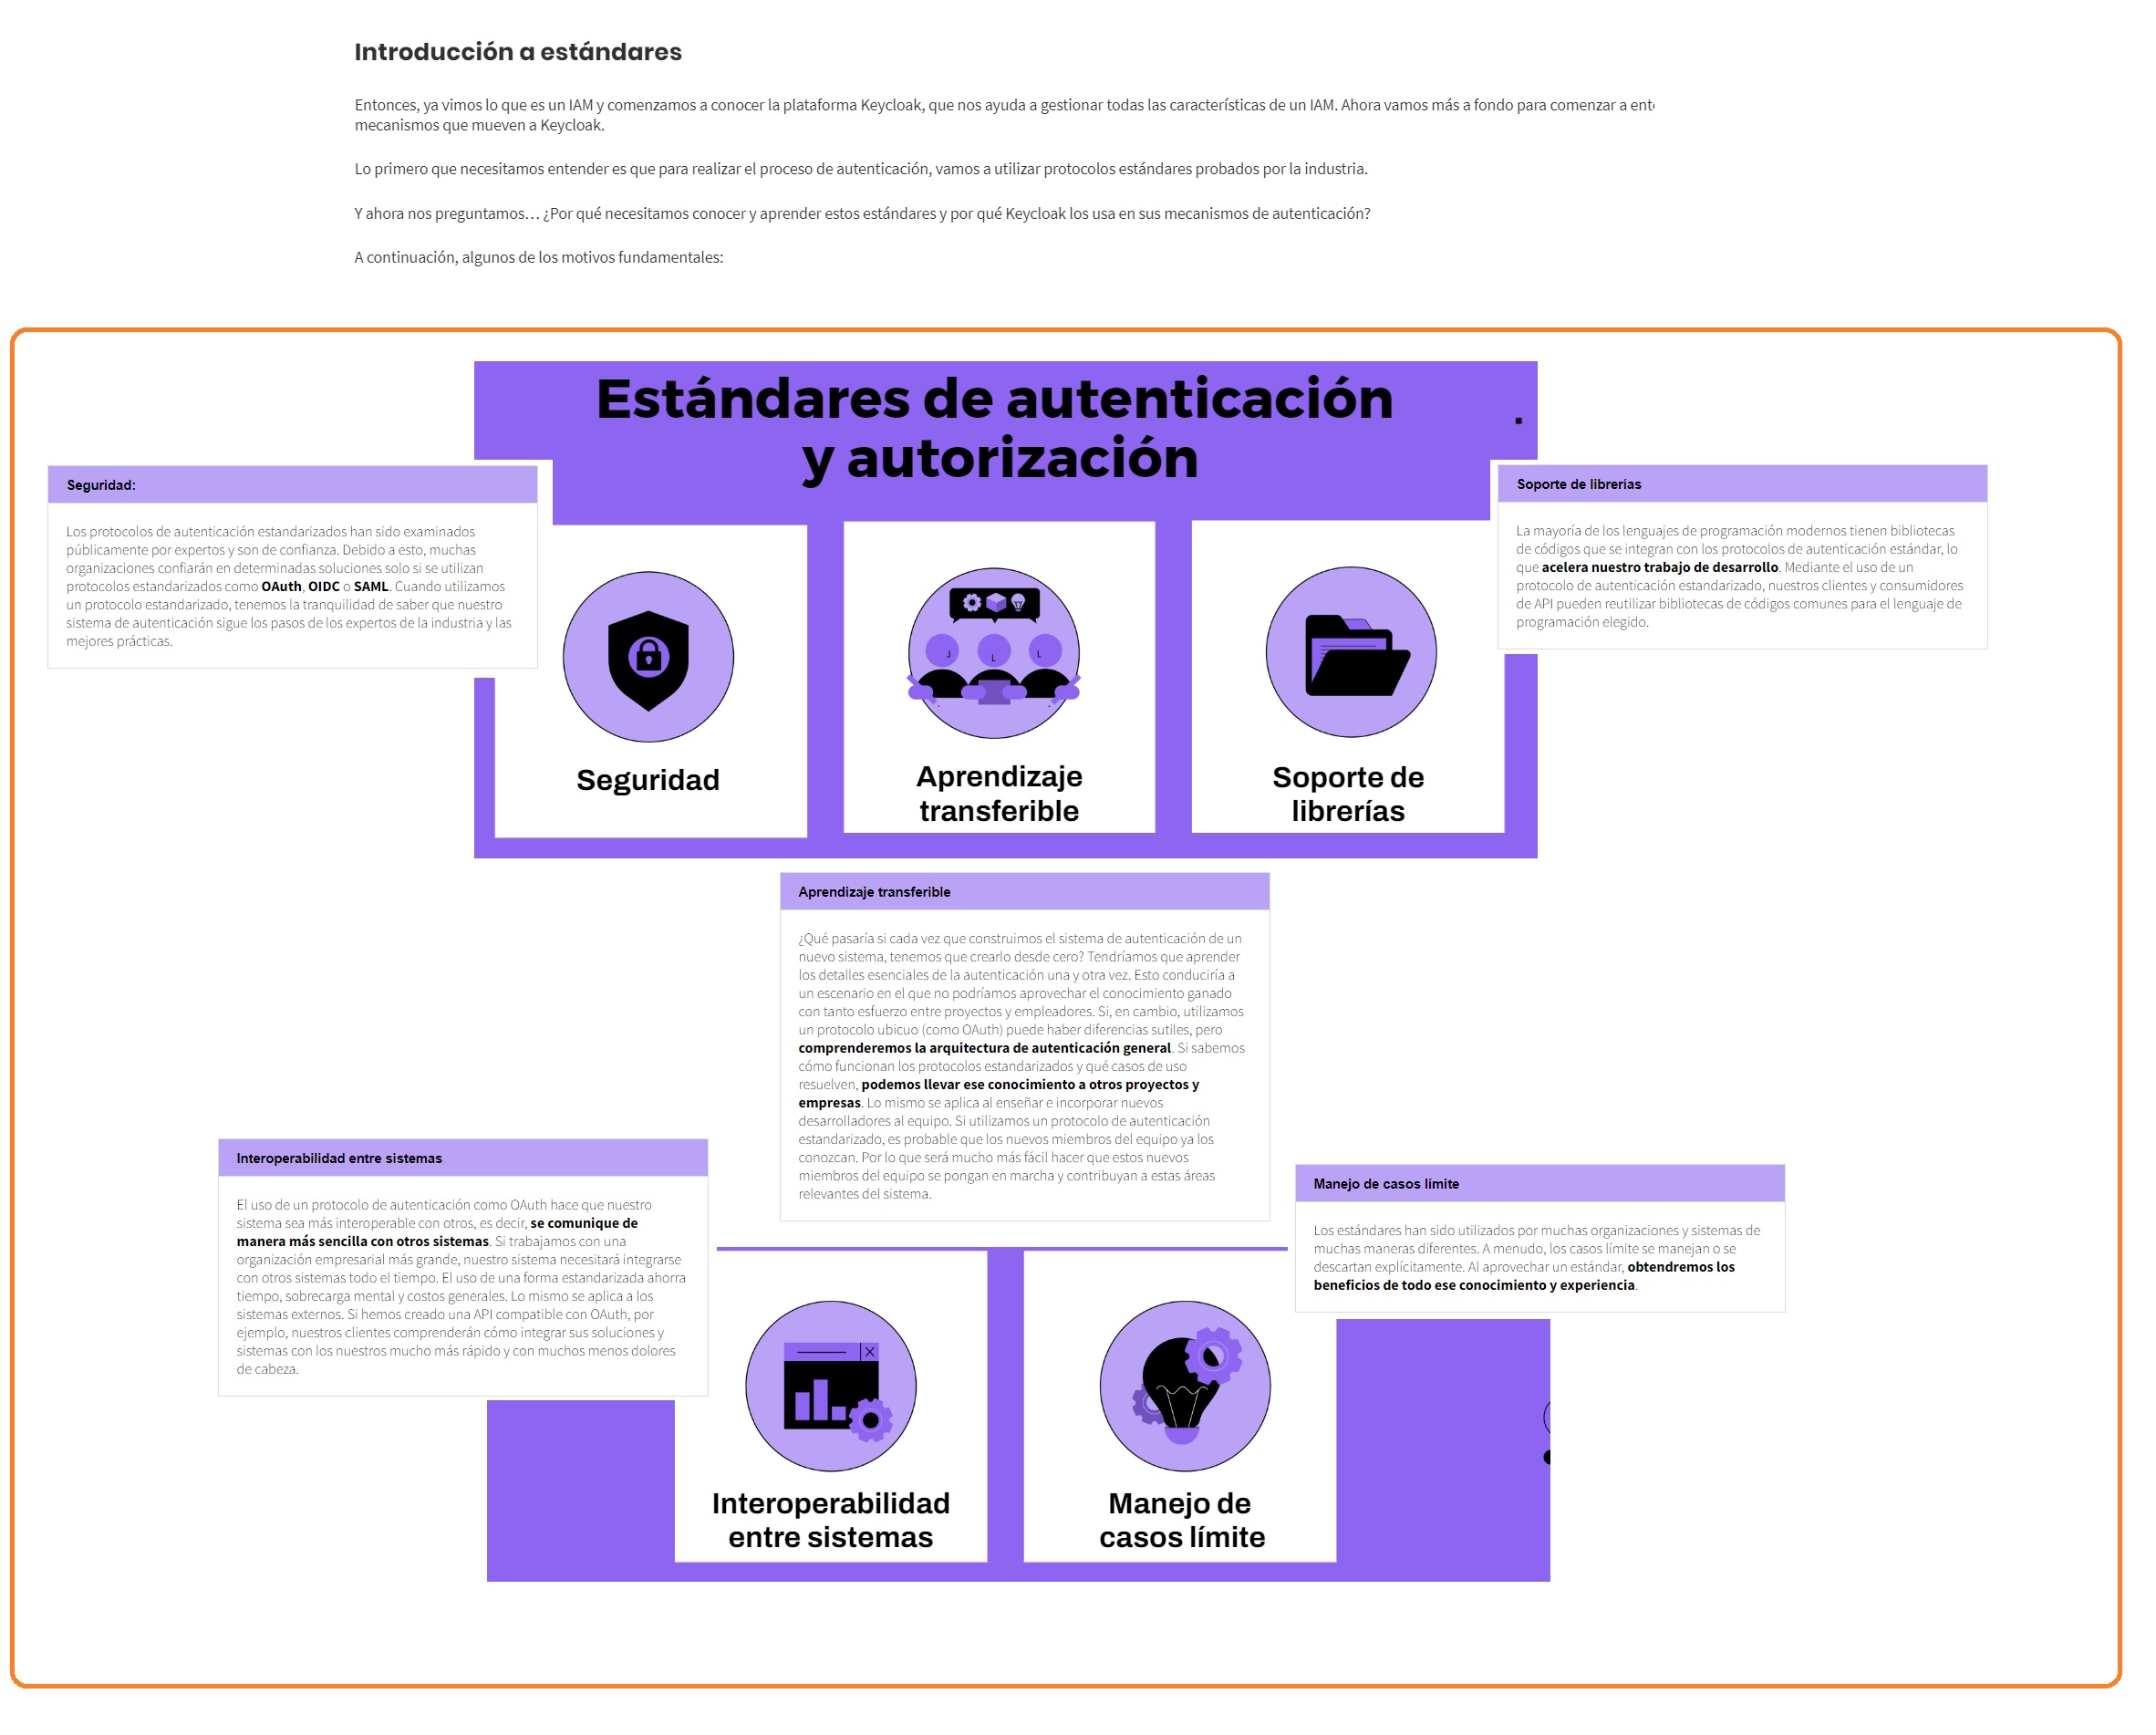 Introducción a estándares
Entonces, ya vimos lo que es un IAM y comenzamos a conocer la plataforma Keycloak, que nos ayuda a gestionar todas las características de un IAM. Ahora vamos más a fondo para comenzar a
mecanismos que mueven a Keycloak.
Lo primero que necesitamos entender es que para realizar el proceso de autenticación, vamos a utilizar protocolos estándares probados por la industria.
Y ahora nos preguntamos… ¿Por qué necesitamos conocer y aprender estos estándares y por qué Keycloak los usa en sus mecanismos de autenticación?
A continuación, algunos de los motivos fundamentales:
Estándares de autenticación
y autorización
Seguridad:
Los protocolos de autenticación estandarizados han sido examinados
públicamente por expertos y son de confianza. Debido a esto, muchas
organizaciones confiarán en determinadas soluciones solo si se utilizan
protocolos estandarizados como OAuth, OIDC o SAML. Cuando utilizamos
un protocolo estandarizado, tenemos la tranquilidad de saber que nuestro
sistema de autenticación sigue los pasos de los expertos de la industria y las
mejores prácticas.
Soporte de librerías
La mayoría de los lenguajes de programación modernos tienen bibliotecas
de códigos que se integran con los protocolos de autenticación estándar, lo
que acelera nuestro trabajo de desarrollo. Mediante el uso de un
protocolo de autenticación estandarizado, nuestros clientes y consumidores
de API pueden reutilizar bibliotecas de códigos comunes para el lenguaje de
programación elegido.
Seguridad
Aprendizaje
transferible
Soporte de
librerías
Aprendizaje transferible
¿Qué pasaría si cada vez que construimos el sistema de autenticación de un
nuevo sistema, tenemos que crearlo desde cero? Tendríamos que aprender
los detalles esenciales de la autenticación una y otra vez. Esto conduciría a
un escenario en el que no podríamos aprovechar el conocimiento ganado
con tanto esfuerzo entre proyectos y empleadores. Si, en cambio, utilizamos
un protocolo ubicuo (como OAuth) puede haber diferencias sutiles, pero
comprenderemos la arquitectura de autenticación general. Si sabemos
cómo funcionan los protocolos estandarizados y qué casos de uso
resuelven, podemos llevar ese conocimiento a otros proyectos y
empresas. Lo mismo se aplica al enseñar e incorporar nuevos
desarrolladores al equipo. Si utilizamos un protocolo de autenticación
estandarizado, es probable que los nuevos miembros del equipo ya los
conozcan. Por lo que será mucho más fácil hacer que estos nuevos
miembros del equipo se pongan en marcha y contribuyan a estas áreas
relevantes del sistema.
Interoperabilidad entre sistemas
El uso de un protocolo de autenticación como OAuth hace que nuestro
sistema sea más interoperable con otros, es decir, se comunique de
manera más sencilla con otros sistemas. Si trabajamos con una
organización empresarial más grande, nuestro sistema necesitará integrarse
con otros sistemas todo el tiempo. El uso de una forma estandarizada ahorra
tiempo, sobrecarga mental y costos generales. Lo mismo se aplica a los
sistemas externos. Si hemos creado una API compatible con OAuth, por
ejemplo, nuestros clientes comprenderán cómo integrar sus soluciones y
sistemas con los nuestros mucho más rápido y con muchos menos dolores
de cabeza.
Manejo de casos límite
Los estándares han sido utilizados por muchas organizaciones y sistemas de
muchas maneras diferentes. A menudo, los casos límite se manejan o se
descartan explícitamente. Al aprovechar un estándar, obtendremos los
beneficios de todo ese conocimiento y experiencia.
Interoperabilidad
entre sistemas
Manejo de
casos límite